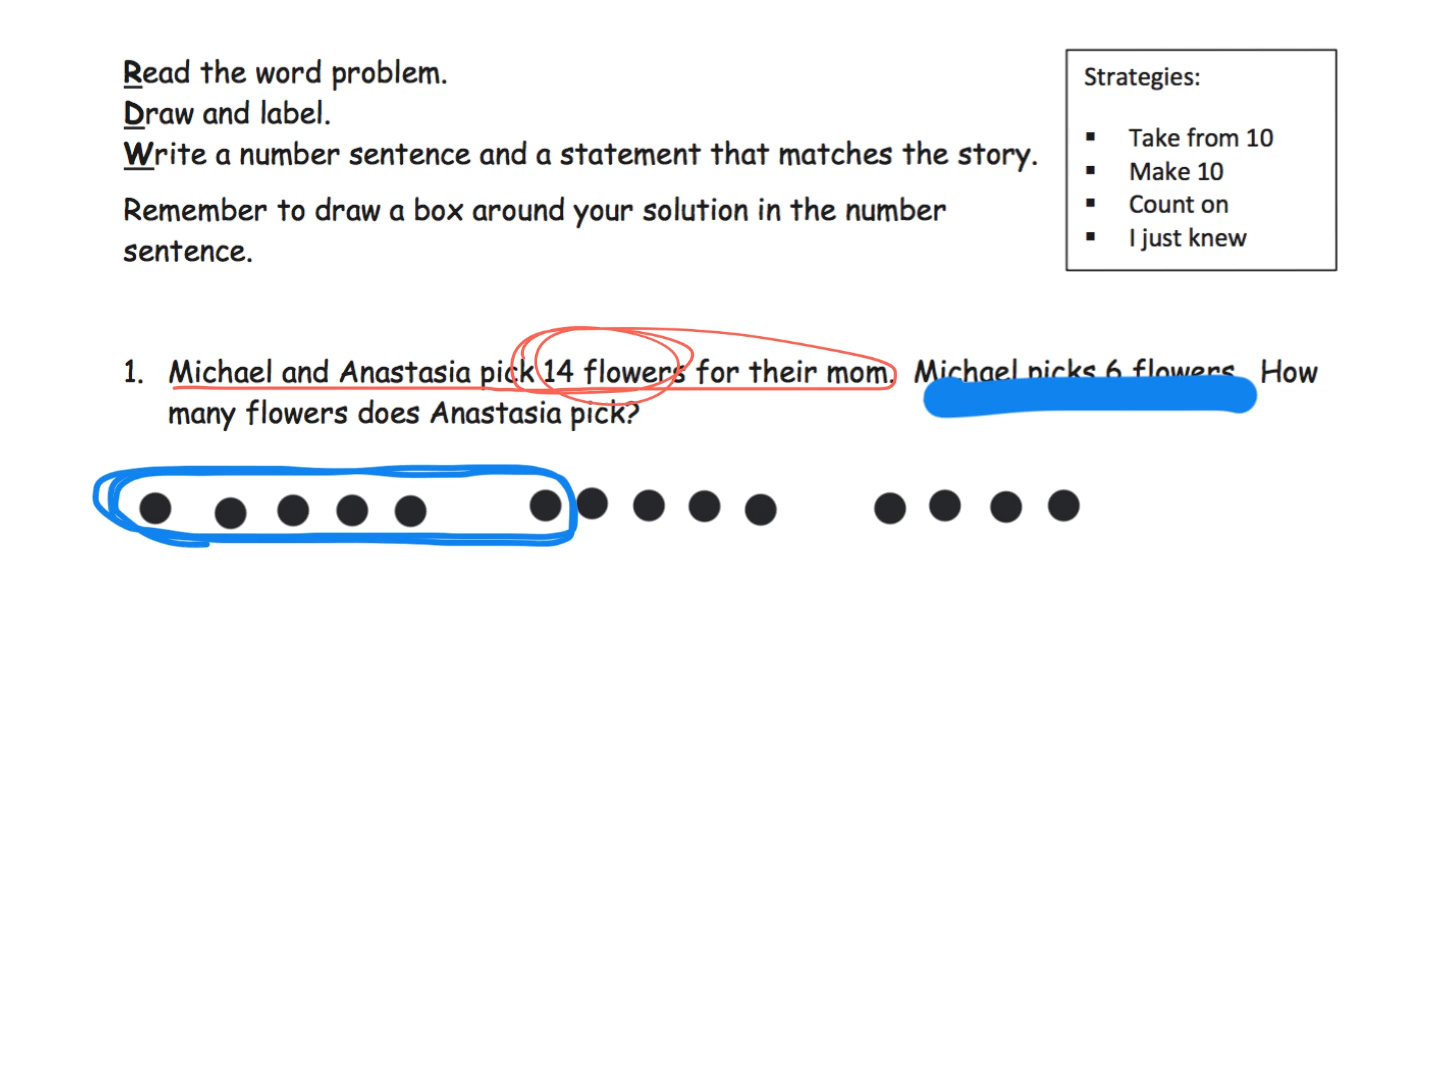 Read the word problem.
Draw and label.
Write a number sentence and a statement that matches the story.
Remember to draw a box around your solution in the number
sentence.
Strategies:
▪ Take from 10
▪ Make 10
▪ Count on
▪ I just knew
1. Michael and Anastasia pick 14 flowers for their mom. Michael picks 6 flowers. How
many flowers does Anastasia pick?